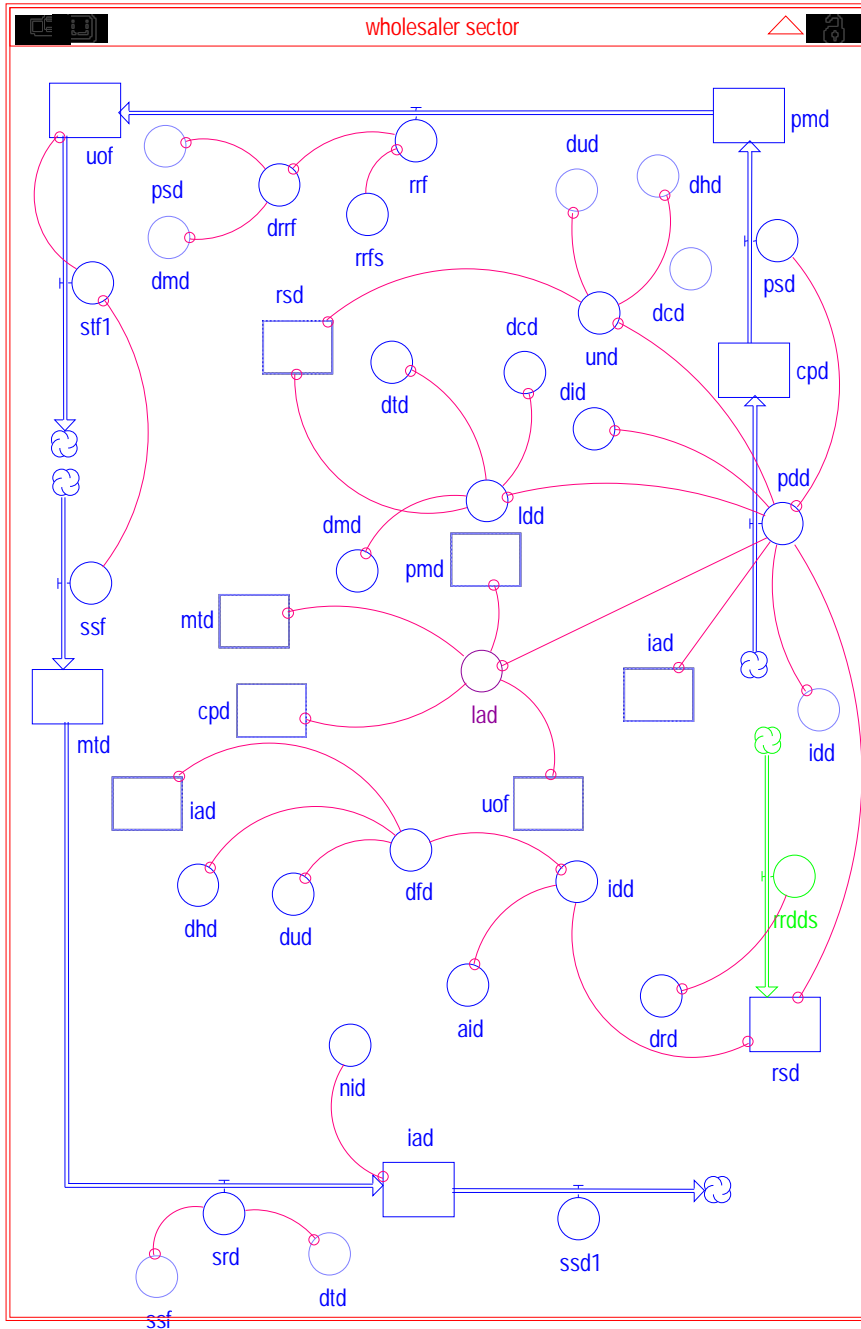 wholesaler sector
pmd
uof
psd
drrf
rrf
dud
dhd
dmd
rrfs
dcd
psd
rsd
stf1
dtd
dcd
und
did
cpd
pdd
dmd
ldd
pmd
ssf
mtd
iad
cpd
lad
mtd
idd
iad
uof
dhd
dud
dfd
idd
rrdds
aid
drd
rsd
nid
iad
srd
ssd1
ssf
dtd